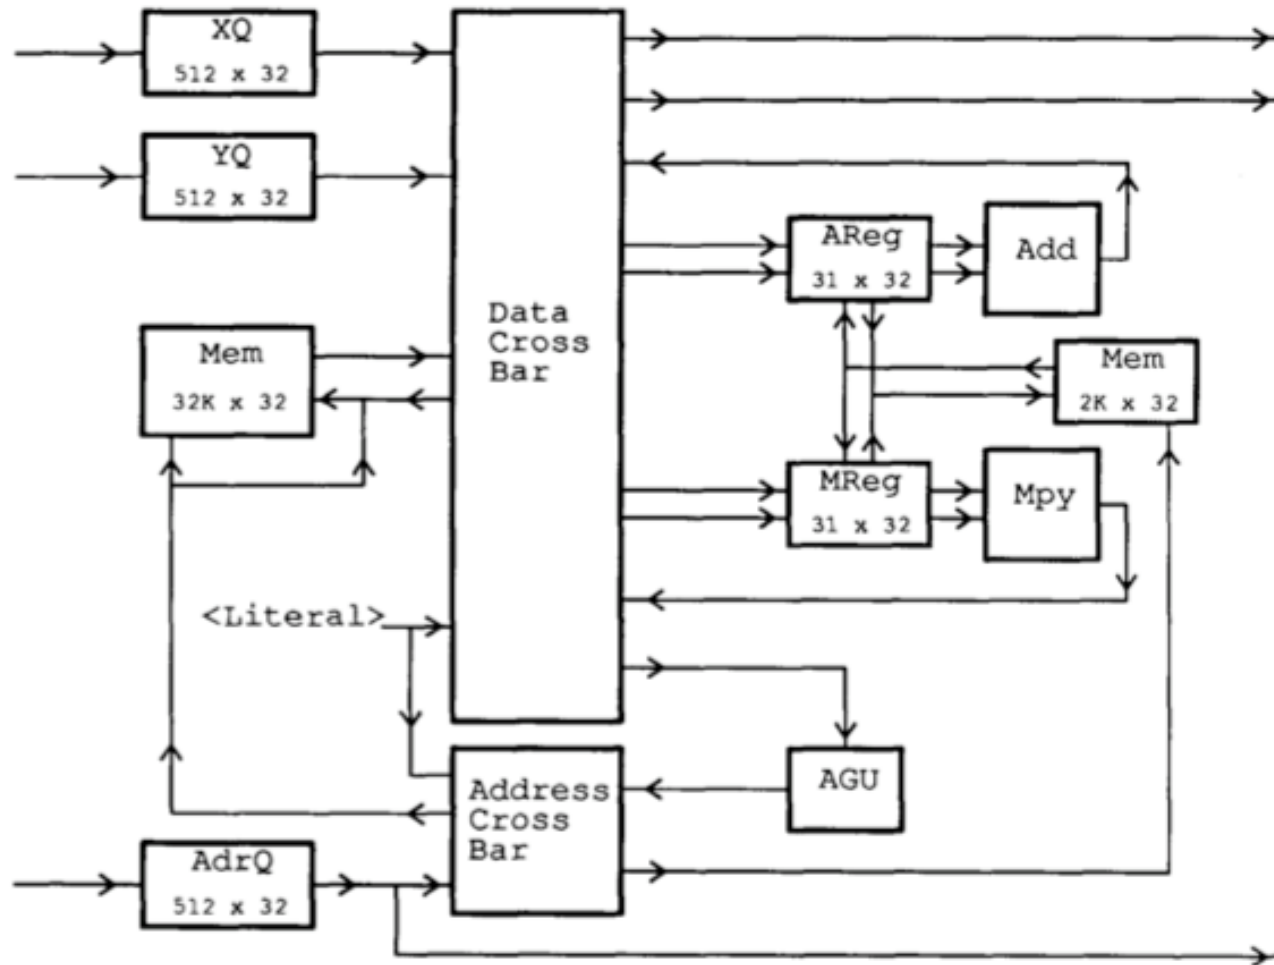 XQ
512 x 32
YQ
512 x 32
Mem
32K x 32
Data
Cross
Bar
AReg
31 x 32
Add
Mem
2K x 32
MReg
31 x 32
Mpy
<Literal>
Address
Cross
Bar
AGU
AdrQ
512 x 32